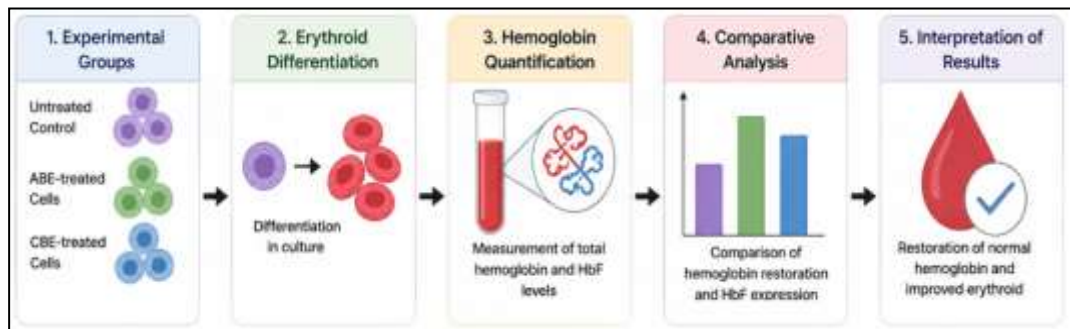 1. Experimental
Groups
Untreated
Control
ABE-treated
Cells
CBE-treated
Cells
2. Erythroid
Differentiation
Differentiation
in culture
3. Hemoglobin
Quantification
Measurement of total
hemoglobin and HbF
levels
4. Comparative
Analysis
Comparison of
hemoglobin restoration
and HbF expression
5. Interpretation of
Results
Restoration of normal
hemoglobin and
improved erythroid